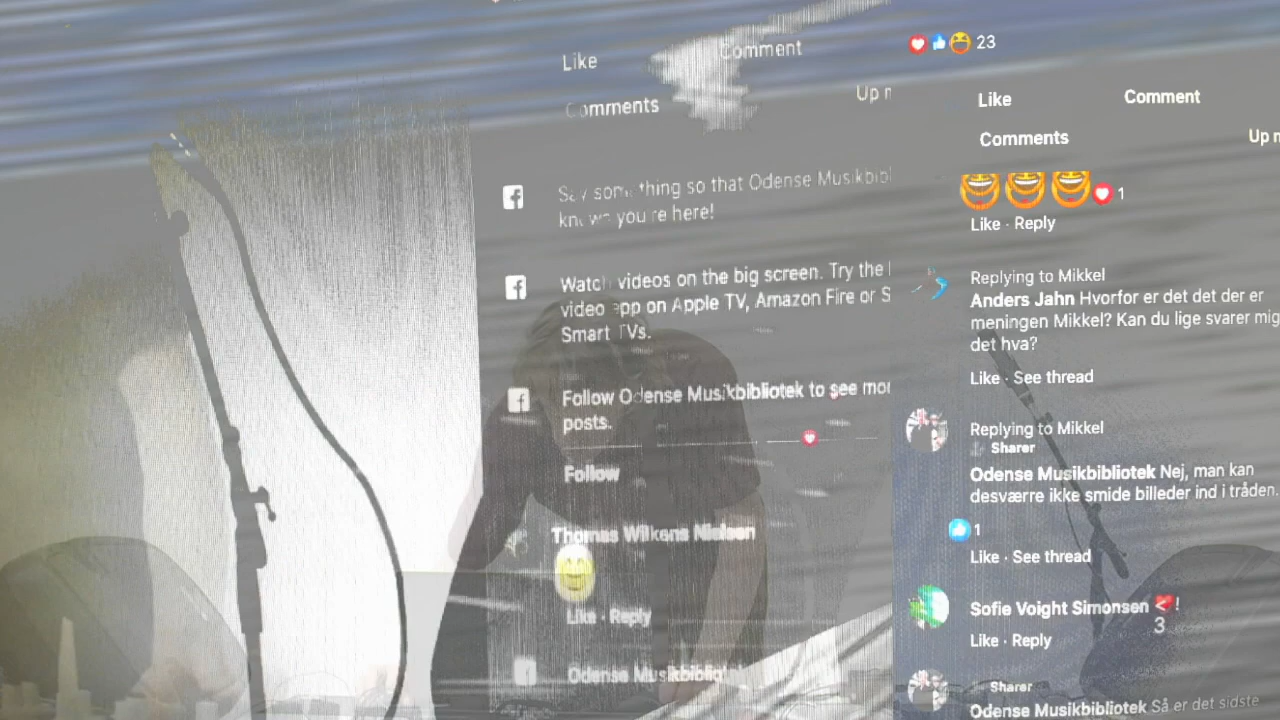 Like
Comment
Comments
Up
Say something so that Odense
you're here!
Watch videos on the big screen. Try the
video app on Apple TV, Amazon Fire or
Smart TVs.
Follow Odense Musikbibliotek to see
posts.
Follow
Thomas Wilkens Nielsen
Like · Reply
Odense
23
Like
Comment
Comments
Up
1
Like · Reply
Replying to Mikkel
Anders Jahn Hvorfor er det det der er
meningen Mikkel? Kan du lige svarer mig
det hva?
Like · See thread
Replying to Mikkel
Sharer
Odense Musikbibliotek Nej, man kan
desværre ikke smide billeder ind i tråden.
1
Like · See thread
Sofie Voight Simonsen <3 !
Like · Reply
Sharer
Odense Musikbibliotek Så er det sidste